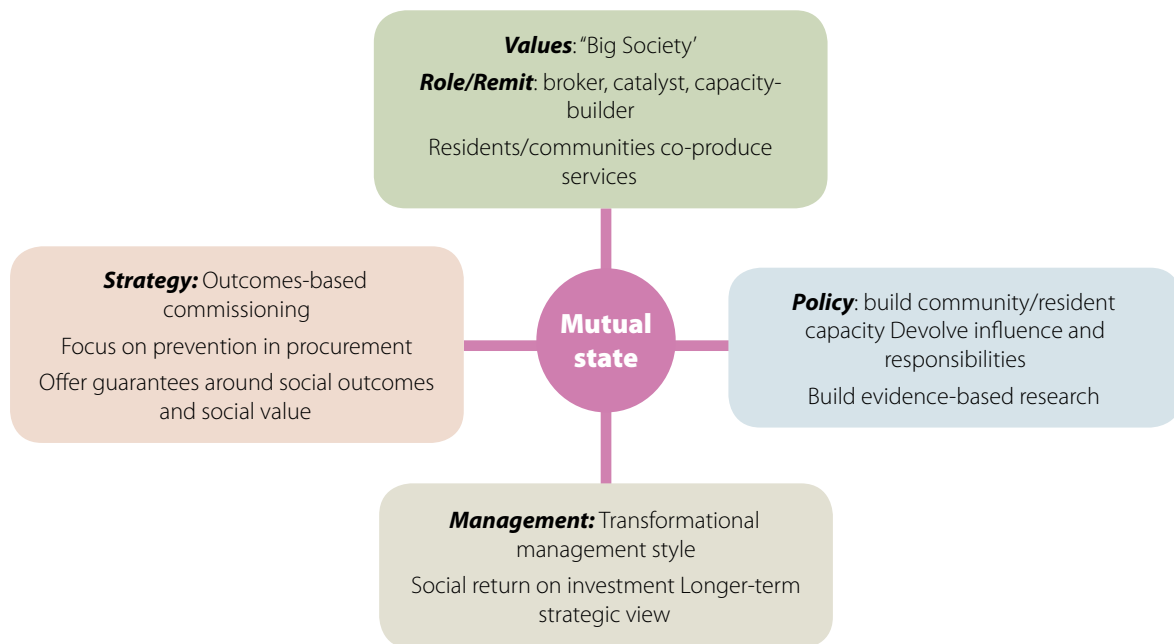 Values: “Big Society’
Role/Remit: broker, catalyst, capacity-
builder
Residents/communities co-produce
services
Strategy: Outcomes-based
commissioning
Focus on prevention in procurement
Offer guarantees around social outcomes
and social value
Mutual
state
Policy: build community/resident
capacity Devolve influence and
responsibilities
Build evidence-based research
Management: Transformational
management style
Social return on investment Longer-term
strategic view